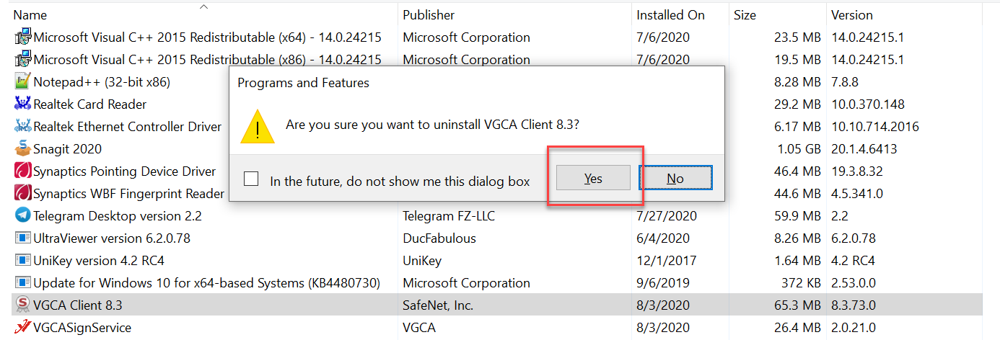 Name Publisher Installed On Size Version
Microsoft Visual C++ 2015 Redistributable (x64) - 14.0.24215 Microsoft Corporation 7/6/2020 23.5 MB 14.0.24215.1
Microsoft Visual C++ 2015 Redistributable (x86) - 14.0.24215 Microsoft Corporation 7/6/2020 19.5 MB 14.0.24215.1
Notepad++ (32-bit x86) 8.28 MB 7.8.8
Realtek Card Reader 29.2 MB 10.0.370.148
Realtek Ethernet Controller Driver 6.17 MB 10.10.714.2016
Snagit 2020 1.05 GB 20.1.4.6413
Synaptics Pointing Device Driver 46.4 MB 19.3.8.32
Synaptics WBF Fingerprint Reader 44.6 MB 4.5.341.0
Programs and Features
Are you sure you want to uninstall VGCA Client 8.3?
In the future, do not show me this dialog box Yes No
Telegram Desktop version 2.2 Telegram FZ-LLC 7/27/2020 59.9 MB 2.2
UltraViewer version 6.2.0.78 DucFabulous 6/4/2020 8.26 MB 6.2.0.78
UniKey version 4.2 RC4 UniKey 12/1/2017 1.64 MB 4.2 RC4
Update for Windows 10 for x64-based Systems (KB4480730) Microsoft Corporation 9/6/2019 372 KB 2.53.0.0
VGCA Client 8.3 SafeNet, Inc. 8/3/2020 65.3 MB 8.3.73.0
VGCASignService VGCA 8/3/2020 26.4 MB 2.0.21.0